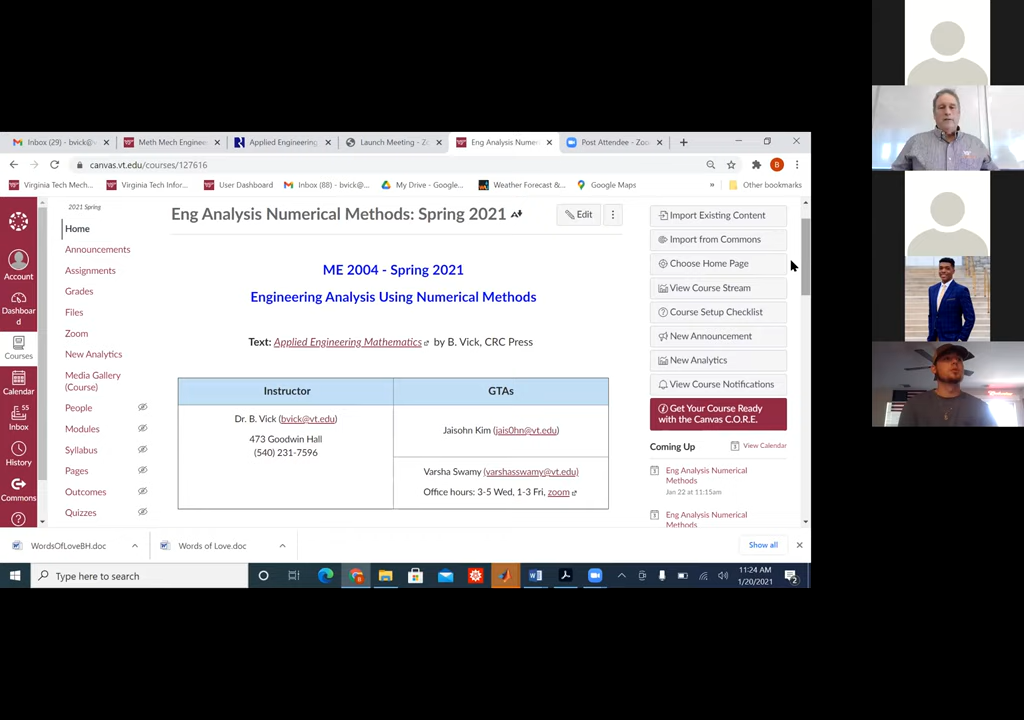 Inbox (29) - bvick@v
Meth Mech Enginee
Applied Engineering
Launch Meeting - Zo
Eng Analysis Numer
Post Attendee - Zoo
canvas.vt.edu/courses/127616
B
Virginia Tech Mech...
Virginia Tech Infor...
User Dashboard
Inbox (88) - bvick@...
My Drive - Google...
Weather Forecast &...
Google Maps
»
Other bookmarks
Account
Dashboar
d
Courses
Calendar
55
Inbox
History
Commons
2021 Spring
Home
Announcements
Assignments
Grades
Files
Zoom
New Analytics
Media Gallery
(Course)
People
Modules
Syllabus
Pages
Outcomes
Quizzes
Eng Analysis Numerical Methods: Spring 2021
Edit
ME 2004 - Spring 2021
Engineering Analysis Using Numerical Methods
Text: Applied Engineering Mathematics by B. Vick, CRC Press
Instructor
GTAs
Dr. B. Vick (bvick@vt.edu)
473 Goodwin Hall
(540) 231-7596
Jaisohn Kim (jais0hn@vt.edu)
Varsha Swamy (varshasswamy@vt.edu)
Office hours: 3-5 Wed, 1-3 Fri, zoom
Import Existing Content
Import from Commons
Choose Home Page
View Course Stream
Course Setup Checklist
New Announcement
New Analytics
View Course Notifications
Get Your Course Ready
with the Canvas C.O.R.E.
Coming Up
View Calendar
Eng Analysis Numerical
Methods
Jan 22 at 11:15am
Eng Analysis Numerical
Methods
WordsOfLoveBH.doc
Words of Love.doc
Show all
Type here to search
11:24 AM
1/20/2021
2